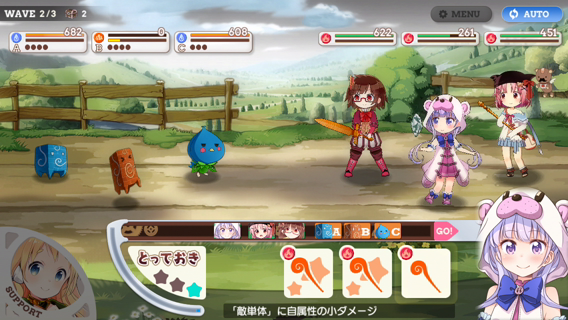 WAVE 2/3 2
MENU
AUTO
682
A
0
B
608
C
622
261
451
A B C GO!
とっておき
SUPPORT
「敵単体」に自属性の小ダメージ